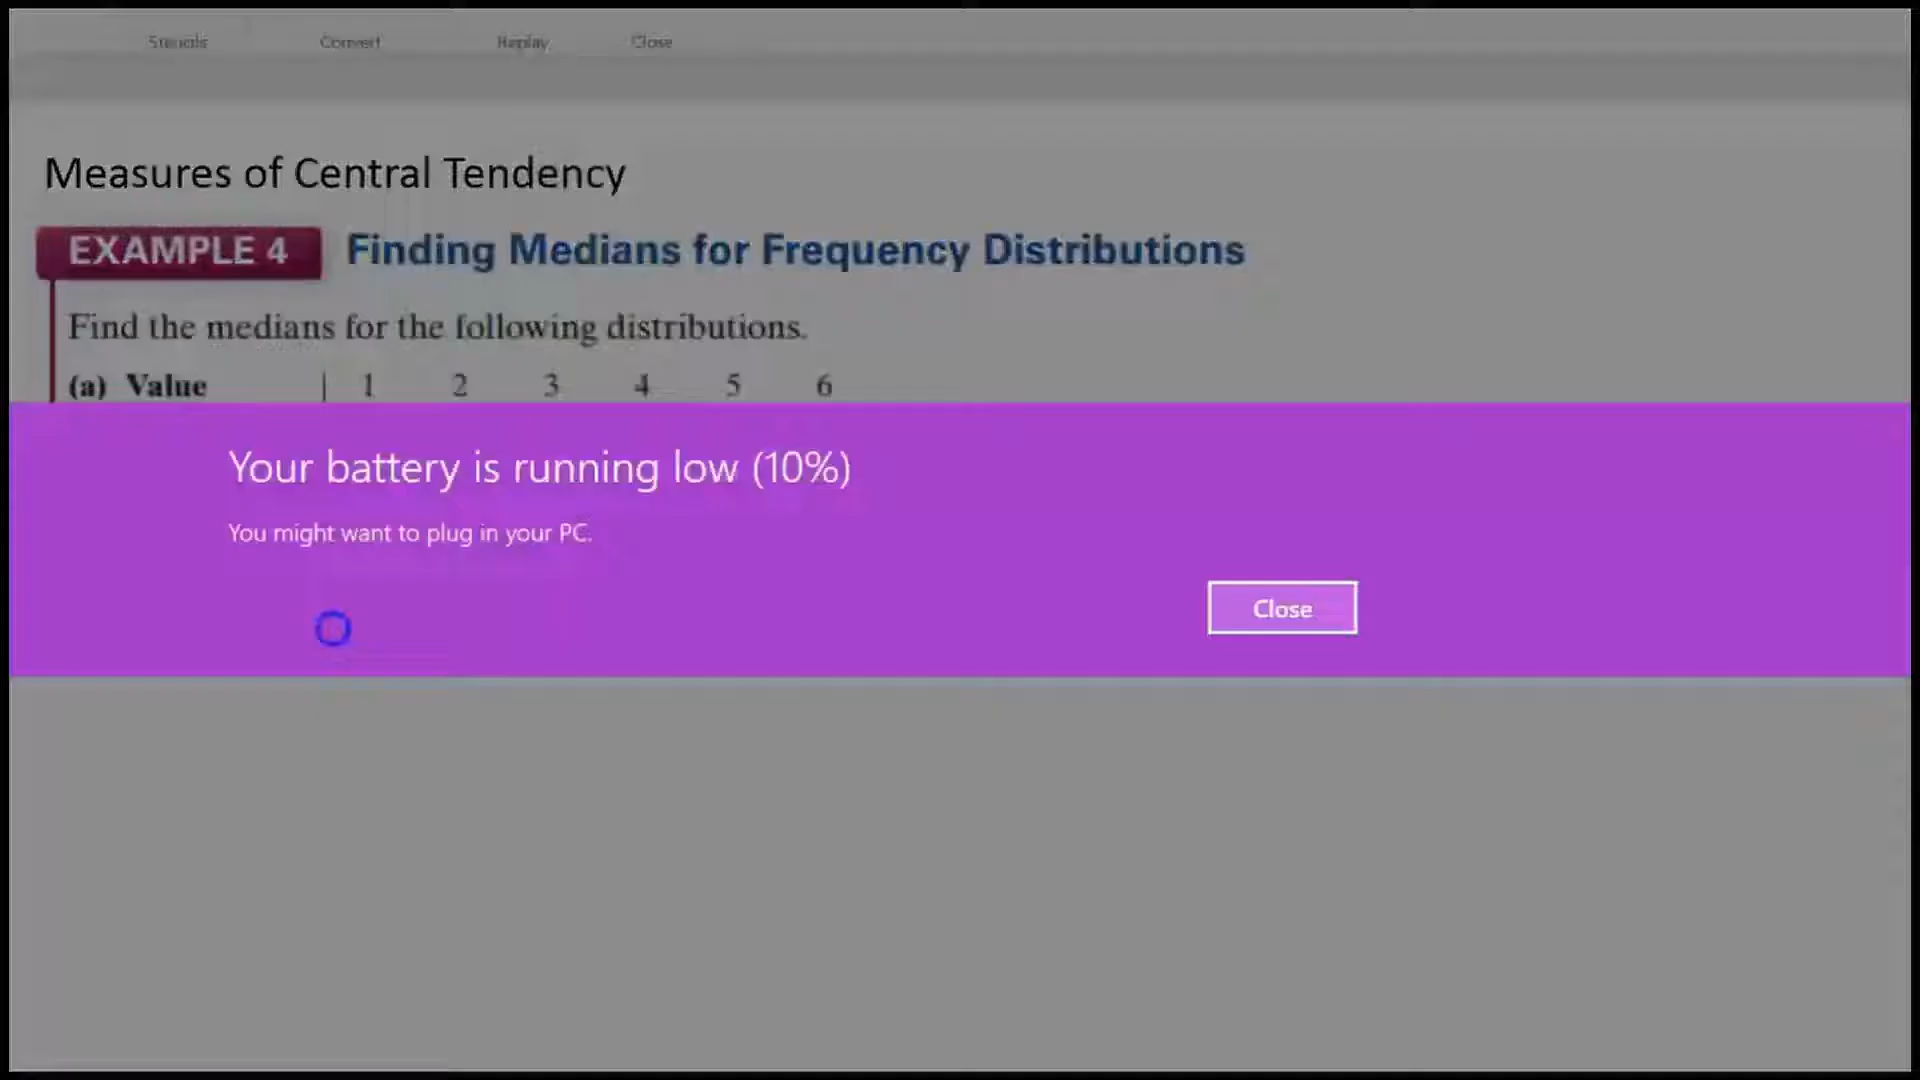 Stencils Convert Replay Close
Measures of Central Tendency
EXAMPLE 4 Finding Medians for Frequency Distributions
Find the medians for the following distributions.
(a) Value | 1 2 3 4 5 6
Your battery is running low (10%)
You might want to plug in your PC.
Close